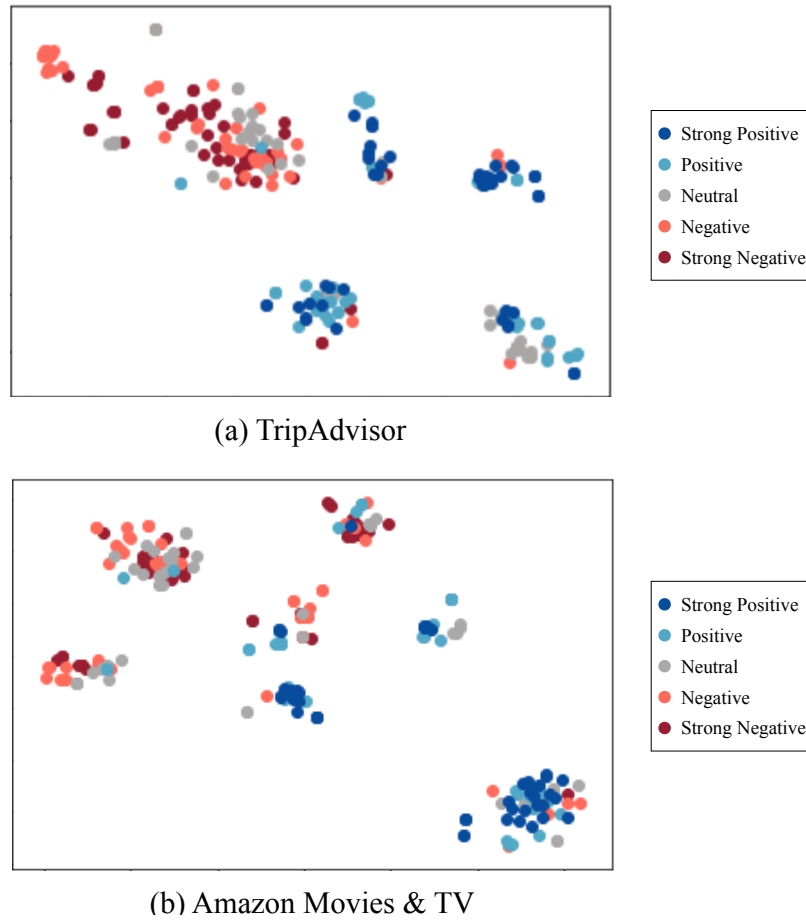 Strong Positive
Positive
Neutral
Negative
Strong Negative
(a) TripAdvisor
Strong Positive
Positive
Neutral
Negative
Strong Negative
(b) Amazon Movies & TV